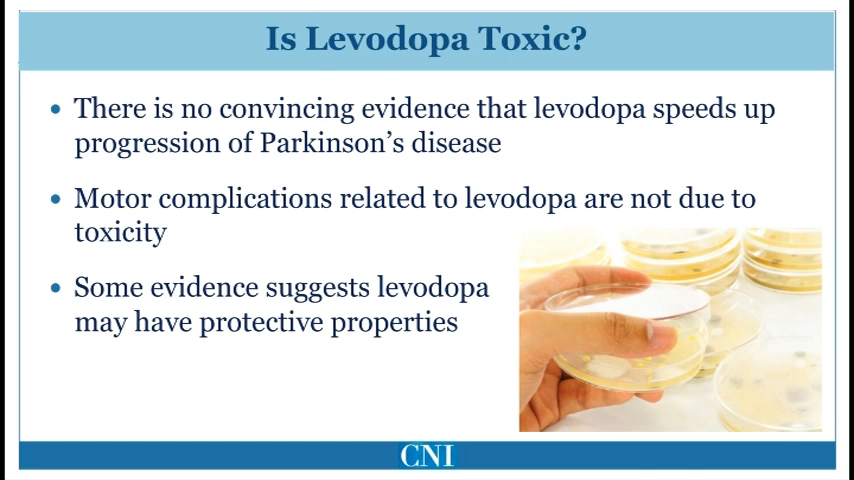 Is Levodopa Toxic?
• There is no convincing evidence that levodopa speeds up
progression of Parkinson’s disease
• Motor complications related to levodopa are not due to
toxicity
• Some evidence suggests levodopa
may have protective properties
CNI